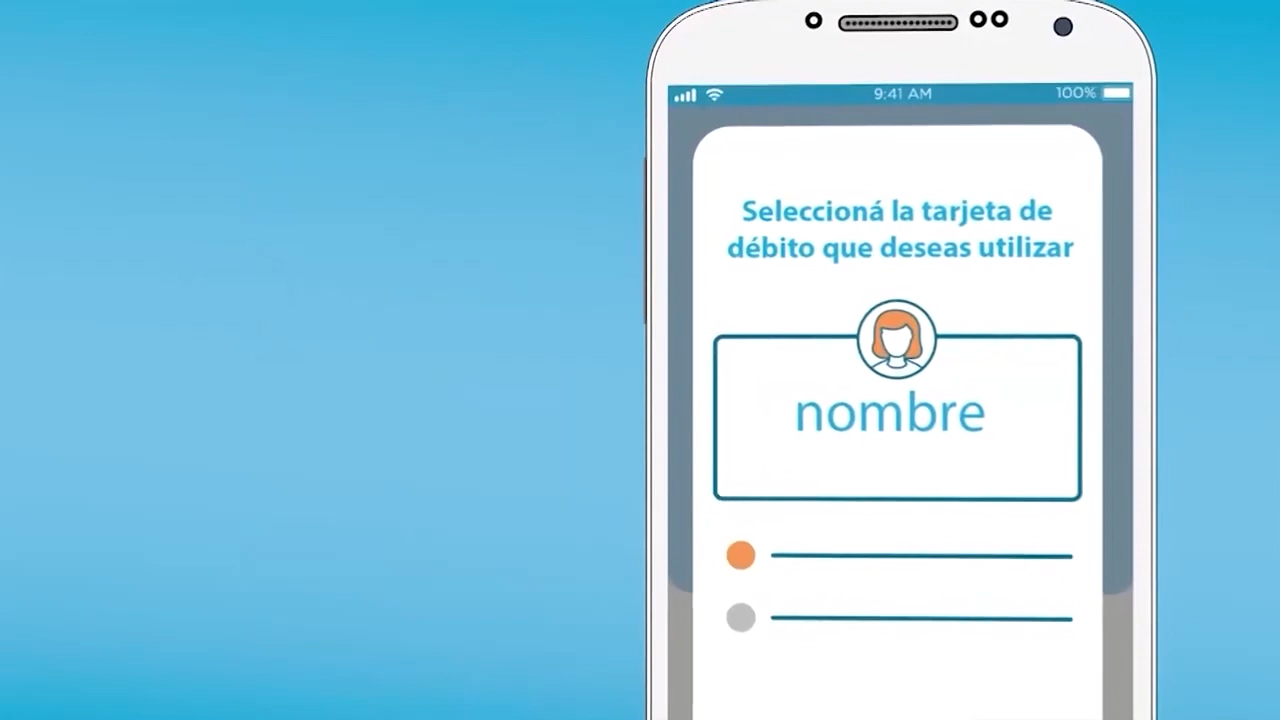 9:41 AM
100%
Seleccioná la tarjeta de
débito que deseas utilizar
nombre